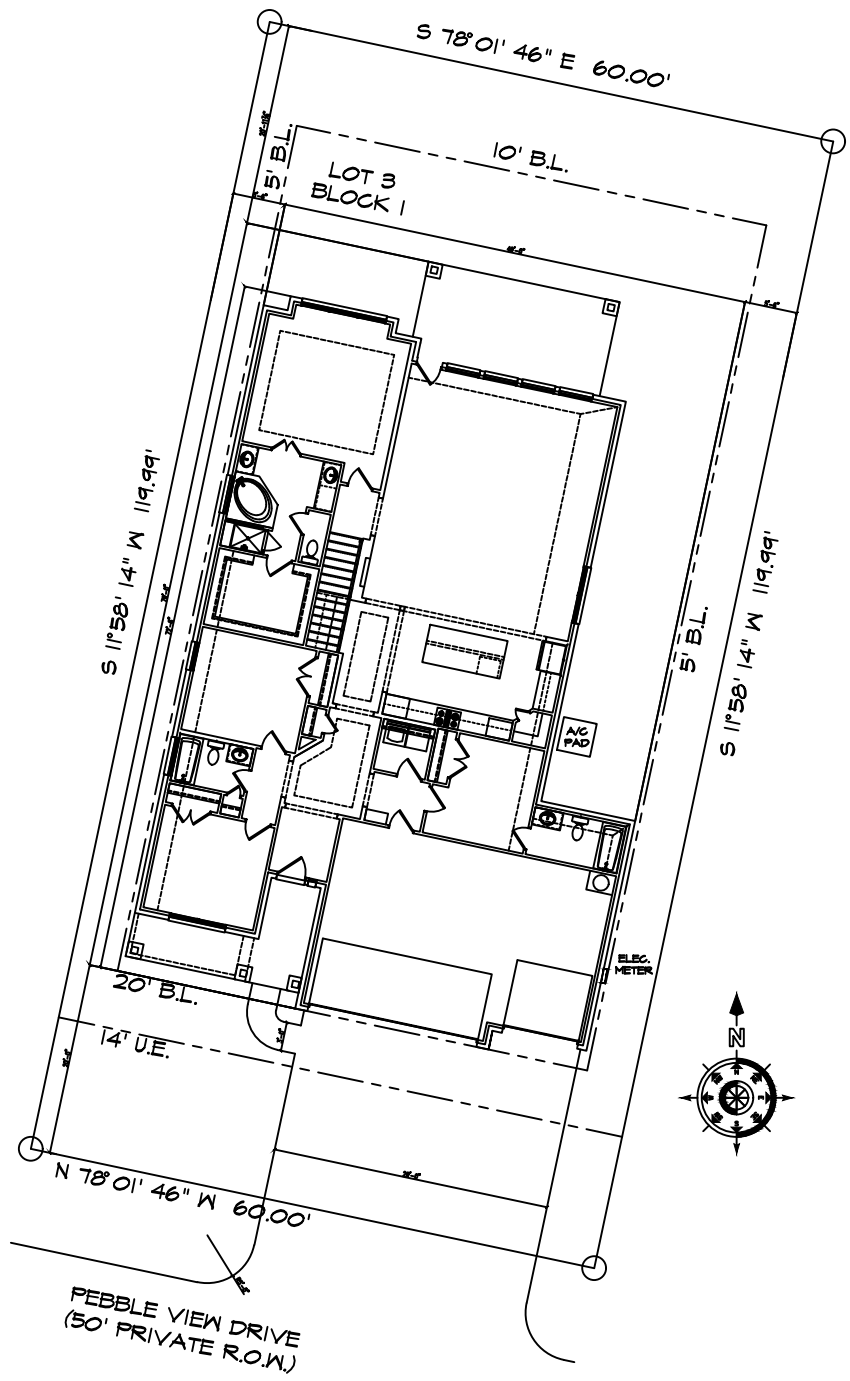 S 78°01' 46" E 60.00'
10' B.L.
5' B.L.
LOT 3
BLOCK 1
S 11°58' 14" W 119.99'
S 11°58' 14" W 119.99'
5' B.L.
A/C
PAD
ELEC.
METER
20' B.L.
14' U.E.
N
N 78°01' 46" W 60.00'
PEBBLE VIEW DRIVE
(50' PRIVATE R.O.W.)